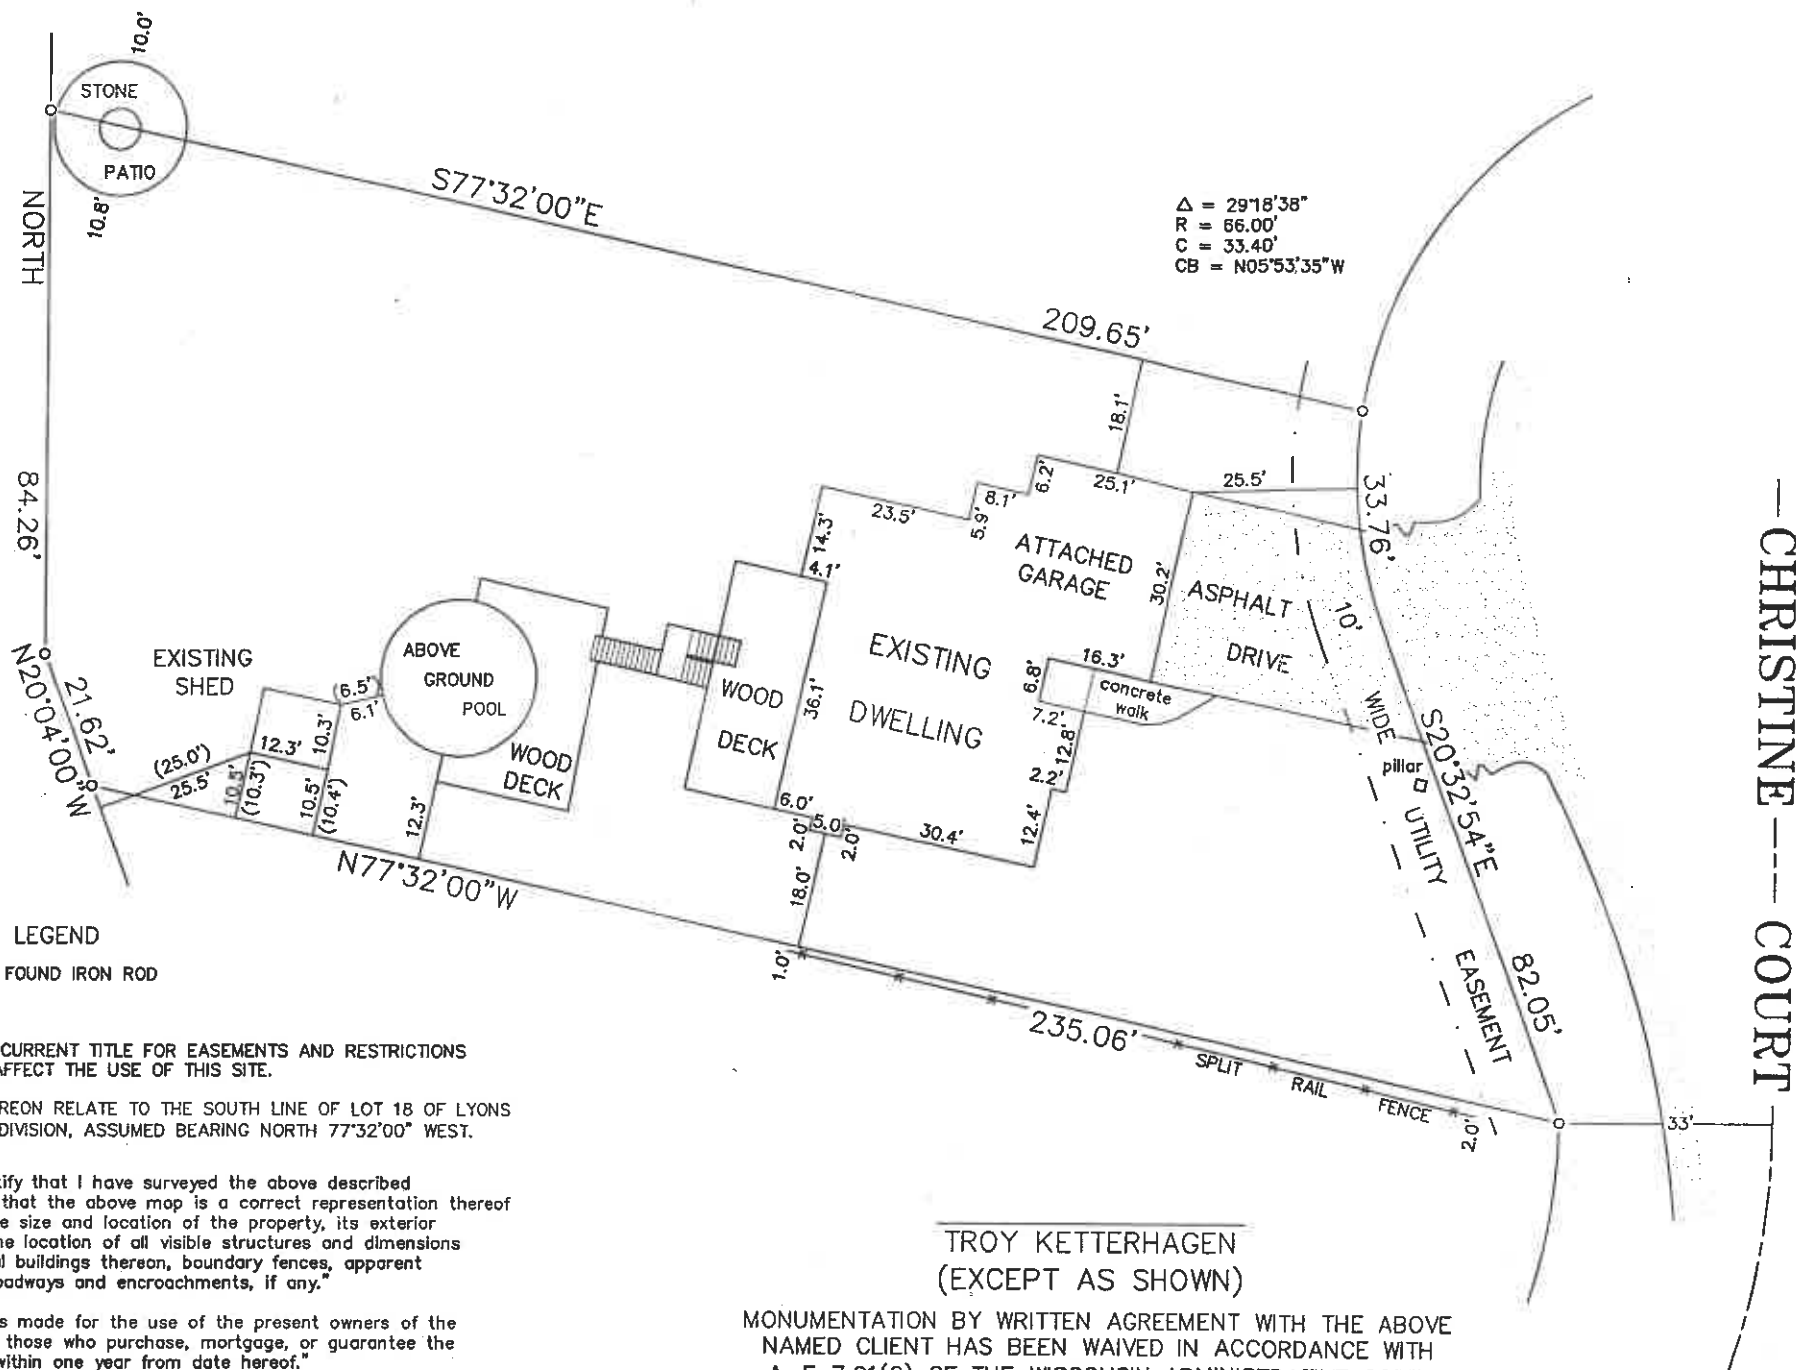 10.0'
STONE
PATIO
10.8'
NORTH
84.26'
S77°32'00"E
209.65'
Δ = 29°18'38"
R = 66.00'
C = 33.40'
CB = N05°53'35"W
18.1'
25.5'
33.76'
25.1'
6.2'
8.1'
5.9'
23.5'
14.3'
4.1'
ATTACHED
GARAGE
30.2'
ASPHALT
DRIVE
10'
WIDE
UTILITY
EASEMENT
EXISTING
DWELLING
16.3'
6.8'
concrete
walk
7.2'
12.8'
2.2'
12.4'
30.4'
36.1'
WOOD
DECK
6.0'
5.0'
2.0'
2.0'
18.0'
1.0'
ABOVE
GROUND
POOL
WOOD
DECK
12.3'
EXISTING
SHED
(6.5')
6.1'
10.3'
12.3'
(25.0')
25.5'
10.5'
(10.3')
10.5'
(10.4')
21.62'
N20°04'00"W
N77°32'00"W
235.06'
SPLIT
RAIL
FENCE
2.0'
pillar
S20°32'54"E
82.05'
33'
CHRISTINE COURT
LEGEND
FOUND IRON ROD
CURRENT TITLE FOR EASEMENTS AND RESTRICTIONS
AFFECT THE USE OF THIS SITE.
REON RELATE TO THE SOUTH LINE OF LOT 18 OF LYONS
DIVISION, ASSUMED BEARING NORTH 77°32'00" WEST.
ify that I have surveyed the above described
that the above map is a correct representation thereof
e size and location of the property, its exterior
he location of all visible structures and dimensions
l buildings thereon, boundary fences, apparent
oadways and encroachments, if any."
s made for the use of the present owners of the
those who purchase, mortgage, or guarantee the
within one year from date hereof."
TROY KETTERHAGEN
(EXCEPT AS SHOWN)
MONUMENTATION BY WRITTEN AGREEMENT WITH THE ABOVE
NAMED CLIENT HAS BEEN WAIVED IN ACCORDANCE WITH